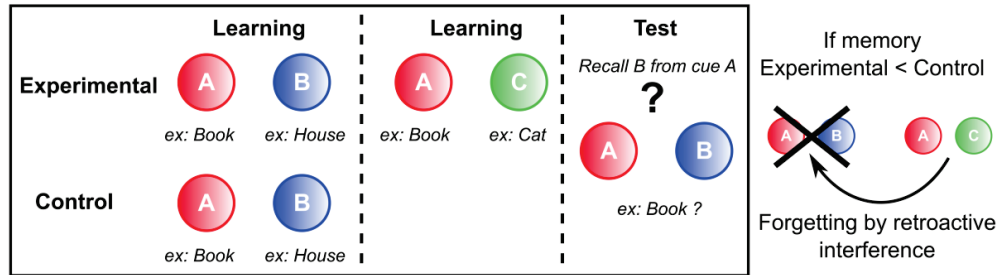 Learning
Learning
Test
Experimental
A
B
A
C
Recall B from cue A
?
A
B
ex: Book
ex: House
ex: Book
ex: Cat
Control
A
B
ex: Book ?
ex: Book
ex: House
If memory
Experimental < Control
A
B
A
C
Forgetting by retroactive
interference